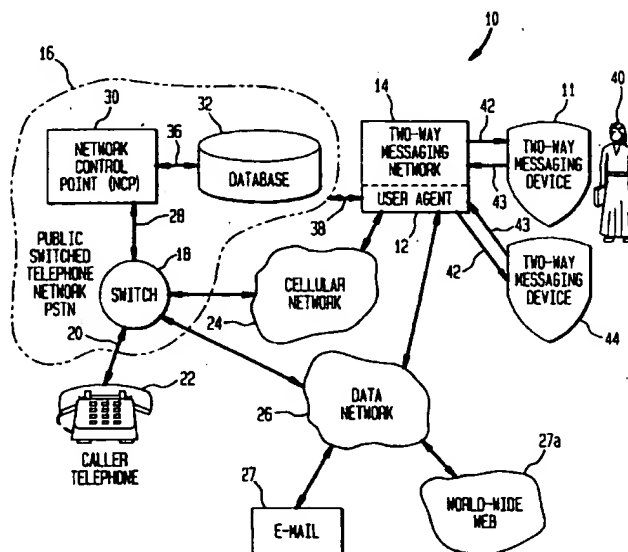 10
16
30
NETWORK
CONTROL
POINT (NCP)
36
32
DATABASE
14
TWO-WAY
MESSAGING
NETWORK
USER AGENT
12
38
42
43
11
TWO-WAY
MESSAGING
DEVICE
40
43
42
TWO-WAY
MESSAGING
DEVICE
44
28
PUBLIC
SWITCHED
TELEPHONE
NETWORK
PSTN
18
SWITCH
20
22
CALLER
TELEPHONE
CELLULAR
NETWORK
24
DATA
NETWORK
26
27
E-MAIL
27a
WORLD-WIDE
WEB